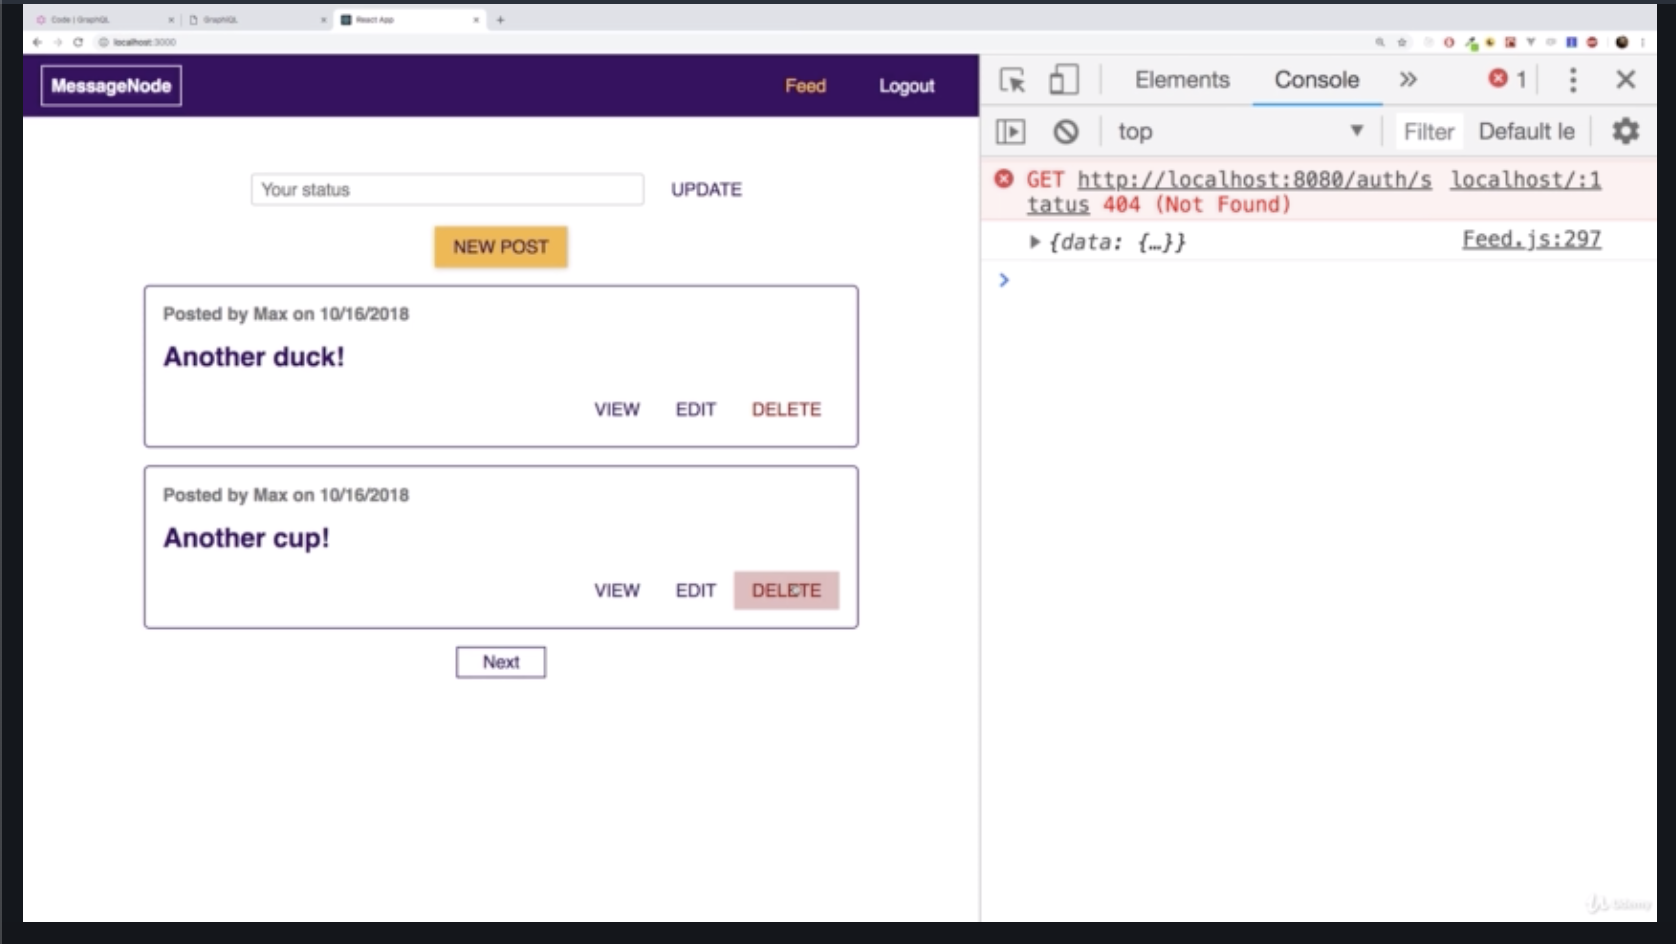 Code | GraphiQL
GraphiQL
React App
localhost:3000
MessageNode
Feed
Logout
Your status
UPDATE
NEW POST
Posted by Max on 10/16/2018
Another duck!
VIEW EDIT DELETE
Posted by Max on 10/16/2018
Another cup!
VIEW EDIT DELETE
Next
Elements Console 1
top Filter Default le
GET http://localhost:8080/auth/s localhost/:1
tatus 404 (Not Found)
{data: {…}} Feed.js:297
Udemy